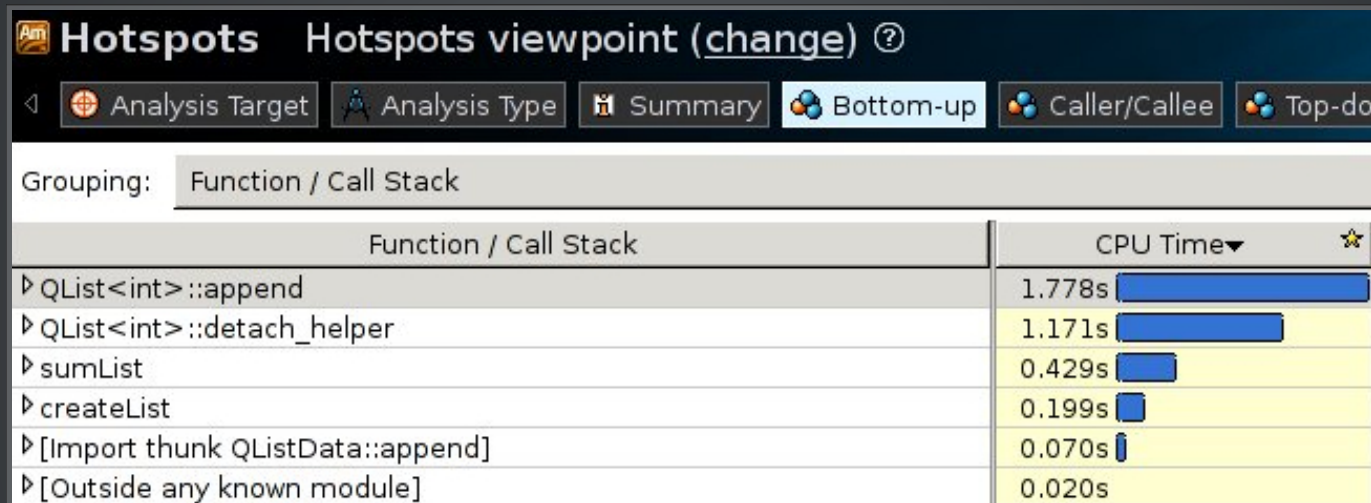 Am Hotspots Hotspots viewpoint (change) ?
Analysis Target Analysis Type Summary Bottom-up Caller/Callee Top-do
Grouping: Function / Call Stack
Function / Call Stack CPU Time
QList<int>::append 1.778s
QList<int>::detach_helper 1.171s
sumList 0.429s
createList 0.199s
[Import thunk QListData::append] 0.070s
[Outside any known module] 0.020s